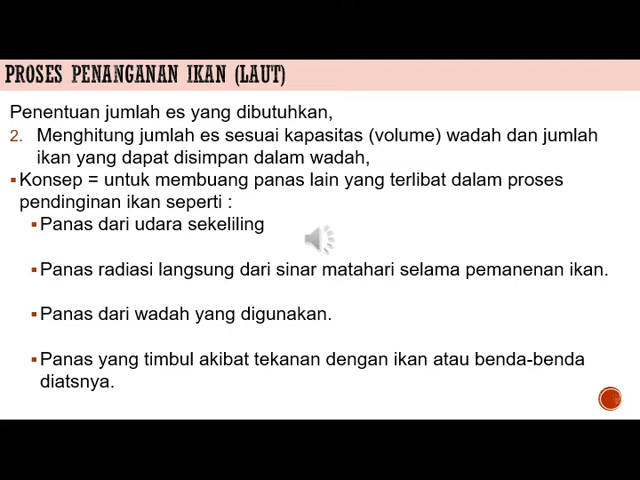 PROSES PENANGANAN IKAN (LAUT)
Penentuan jumlah es yang dibutuhkan,
2. Menghitung jumlah es sesuai kapasitas (volume) wadah dan jumlah
ikan yang dapat disimpan dalam wadah,
▪Konsep = untuk membuang panas lain yang terlibat dalam proses
pendinginan ikan seperti :
▪Panas dari udara sekeliling
▪Panas radiasi langsung dari sinar matahari selama pemanenan ikan.
▪Panas dari wadah yang digunakan.
▪Panas yang timbul akibat tekanan dengan ikan atau benda-benda
diatsnya.